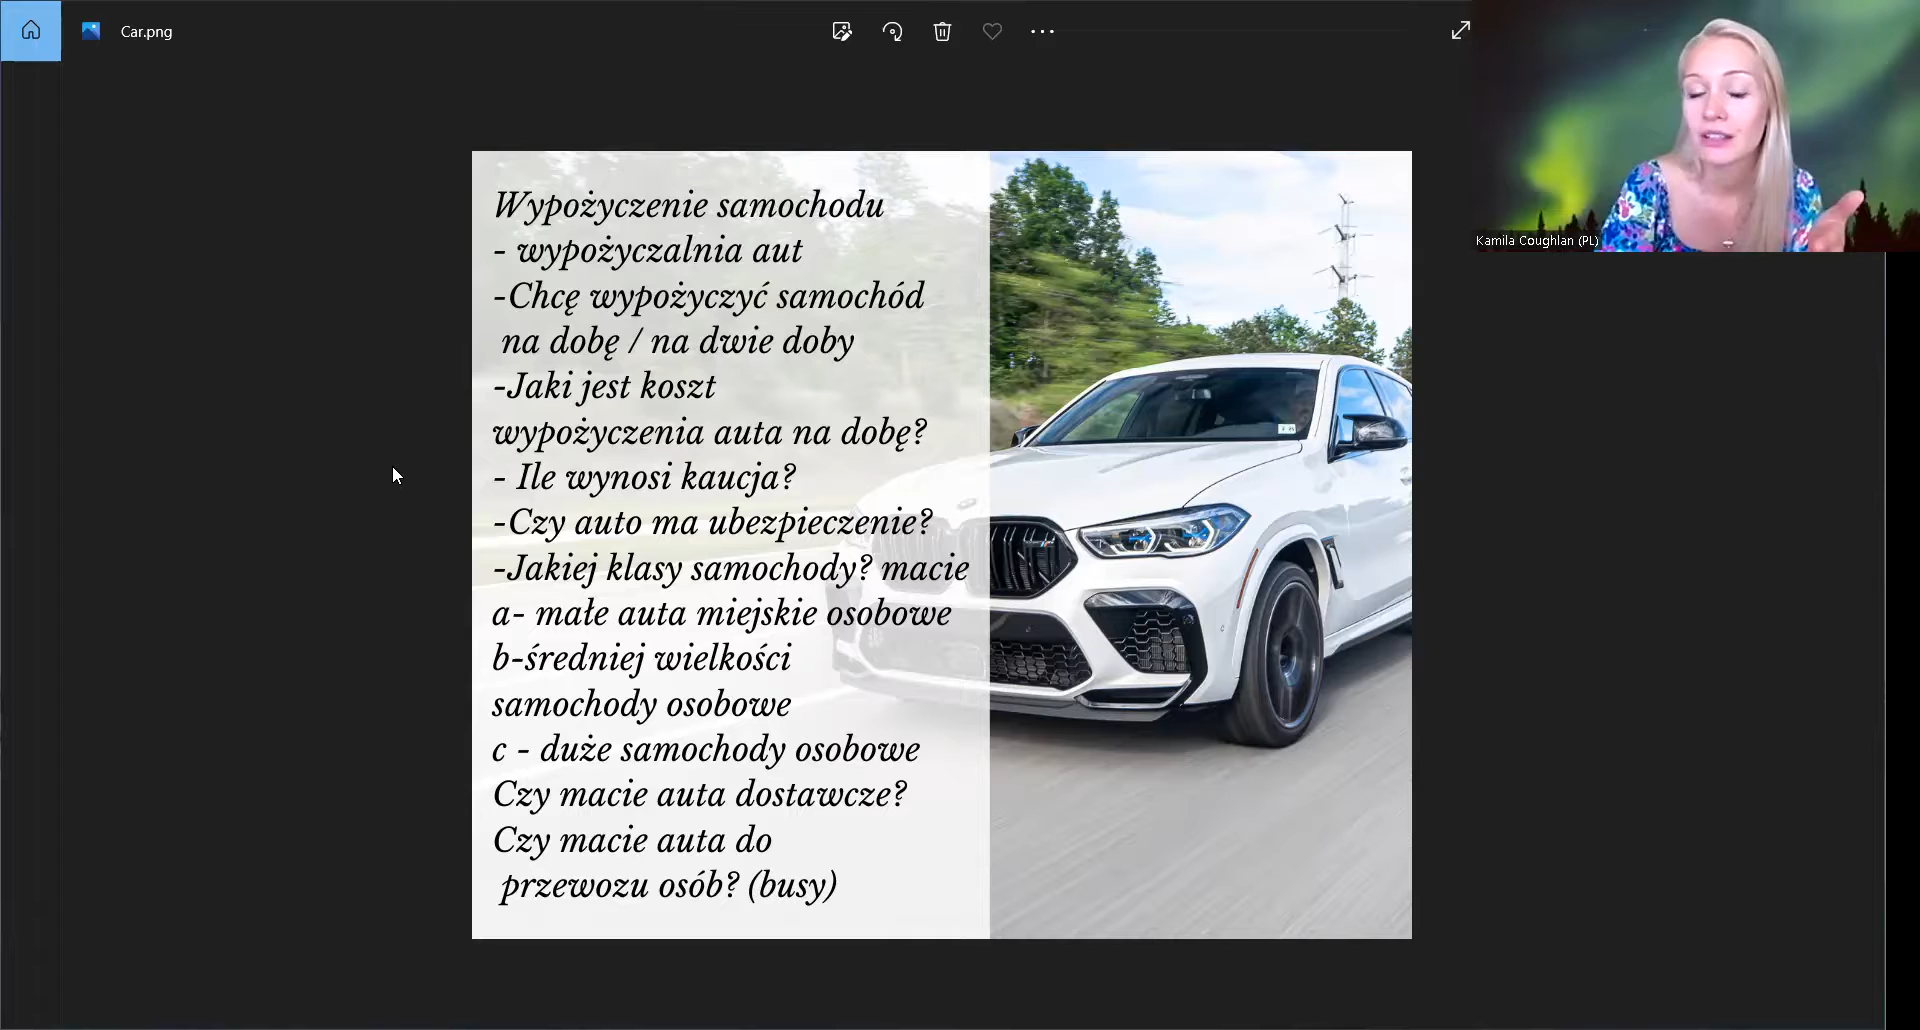 Car.png
Kamila Coughlan (PL)
Wypożyczenie samochodu
- wypożyczalnia aut
-Chcę wypożyczyć samochód
na dobę / na dwie doby
-Jaki jest koszt
wypożyczenia auta na dobę?
- Ile wynosi kaucja?
-Czy auto ma ubezpieczenie?
-Jakiej klasy samochody? macie
a- małe auta miejskie osobowe
b-średniej wielkości
samochody osobowe
c - duże samochody osobowe
Czy macie auta dostawcze?
Czy macie auta do
przewozu osób? (busy)